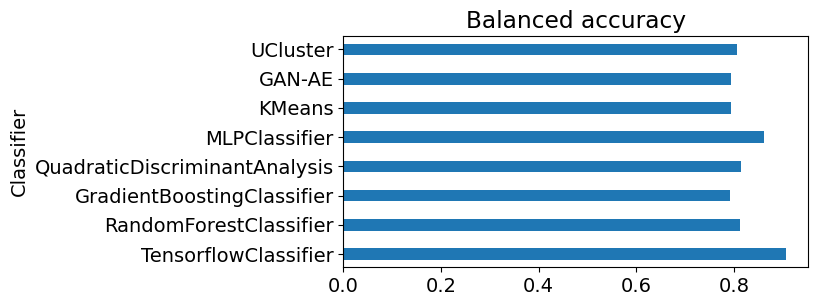 Balanced accuracy
Classifier
UCluster
GAN-AE
KMeans
MLPClassifier
QuadraticDiscriminantAnalysis
GradientBoostingClassifier
RandomForestClassifier
TensorflowClassifier
0.0 0.2 0.4 0.6 0.8